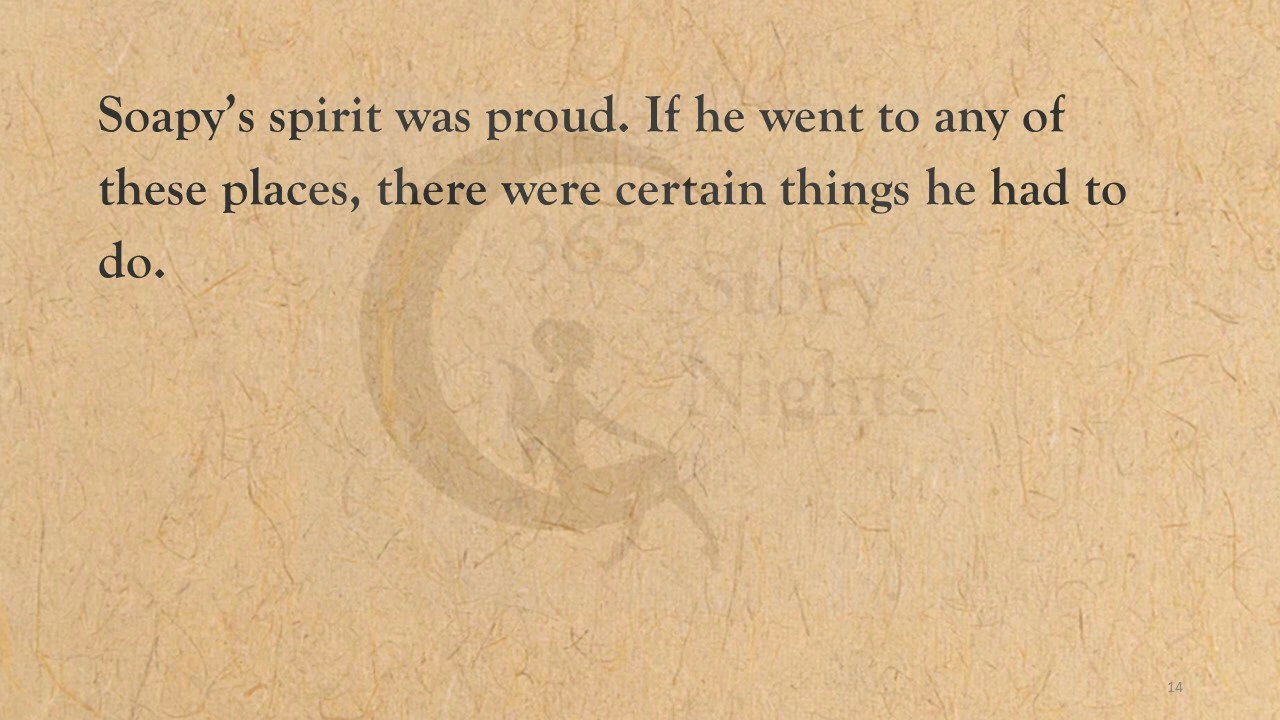 Soapy’s spirit was proud. If he went to any of
these places, there were certain things he had to
do.
365
Story
Nights
14